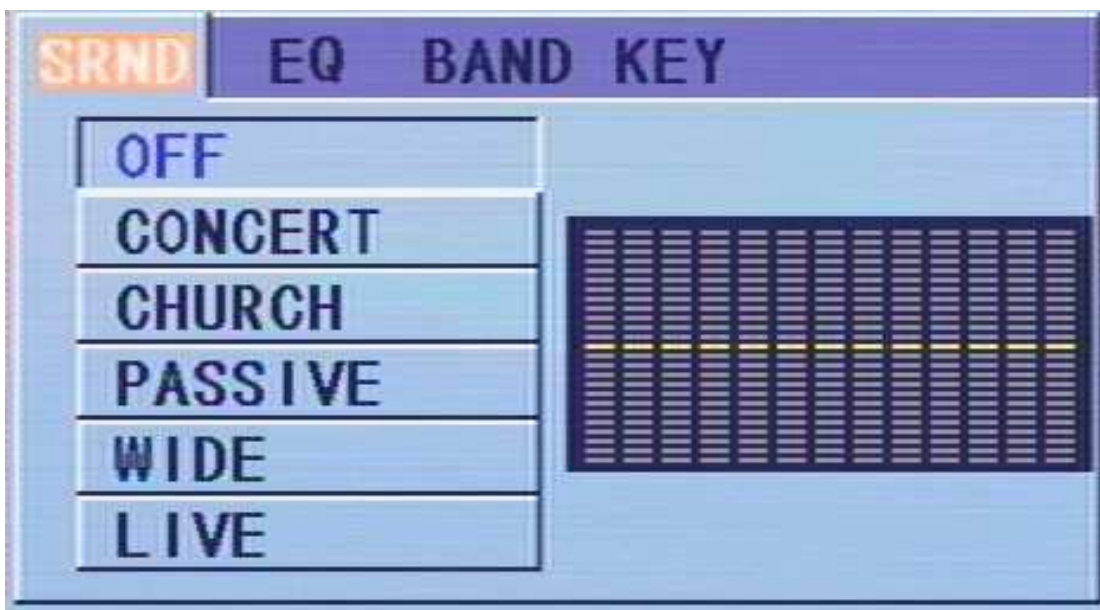 SRND EQ BAND KEY
OFF
CONCERT
CHURCH
PASSIVE
WIDE
LIVE